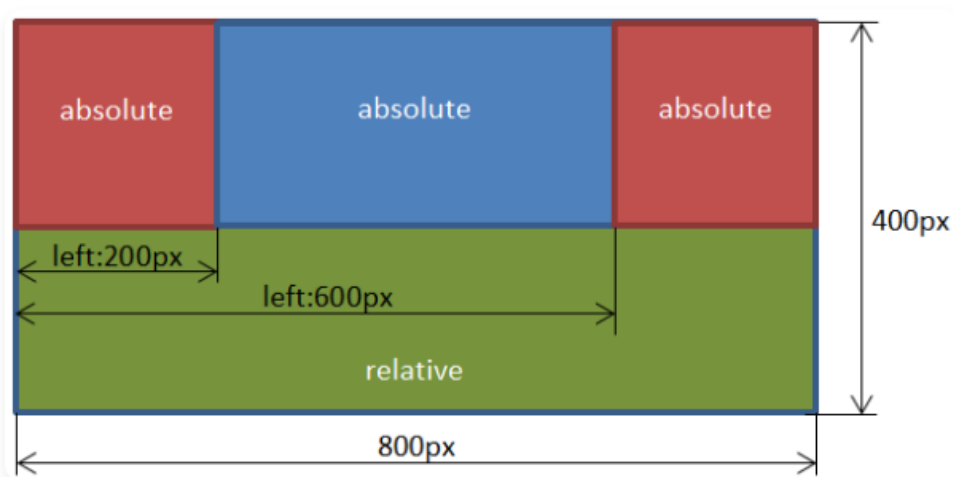 absolute
absolute
absolute
400px
left:200px
left:600px
relative
800px